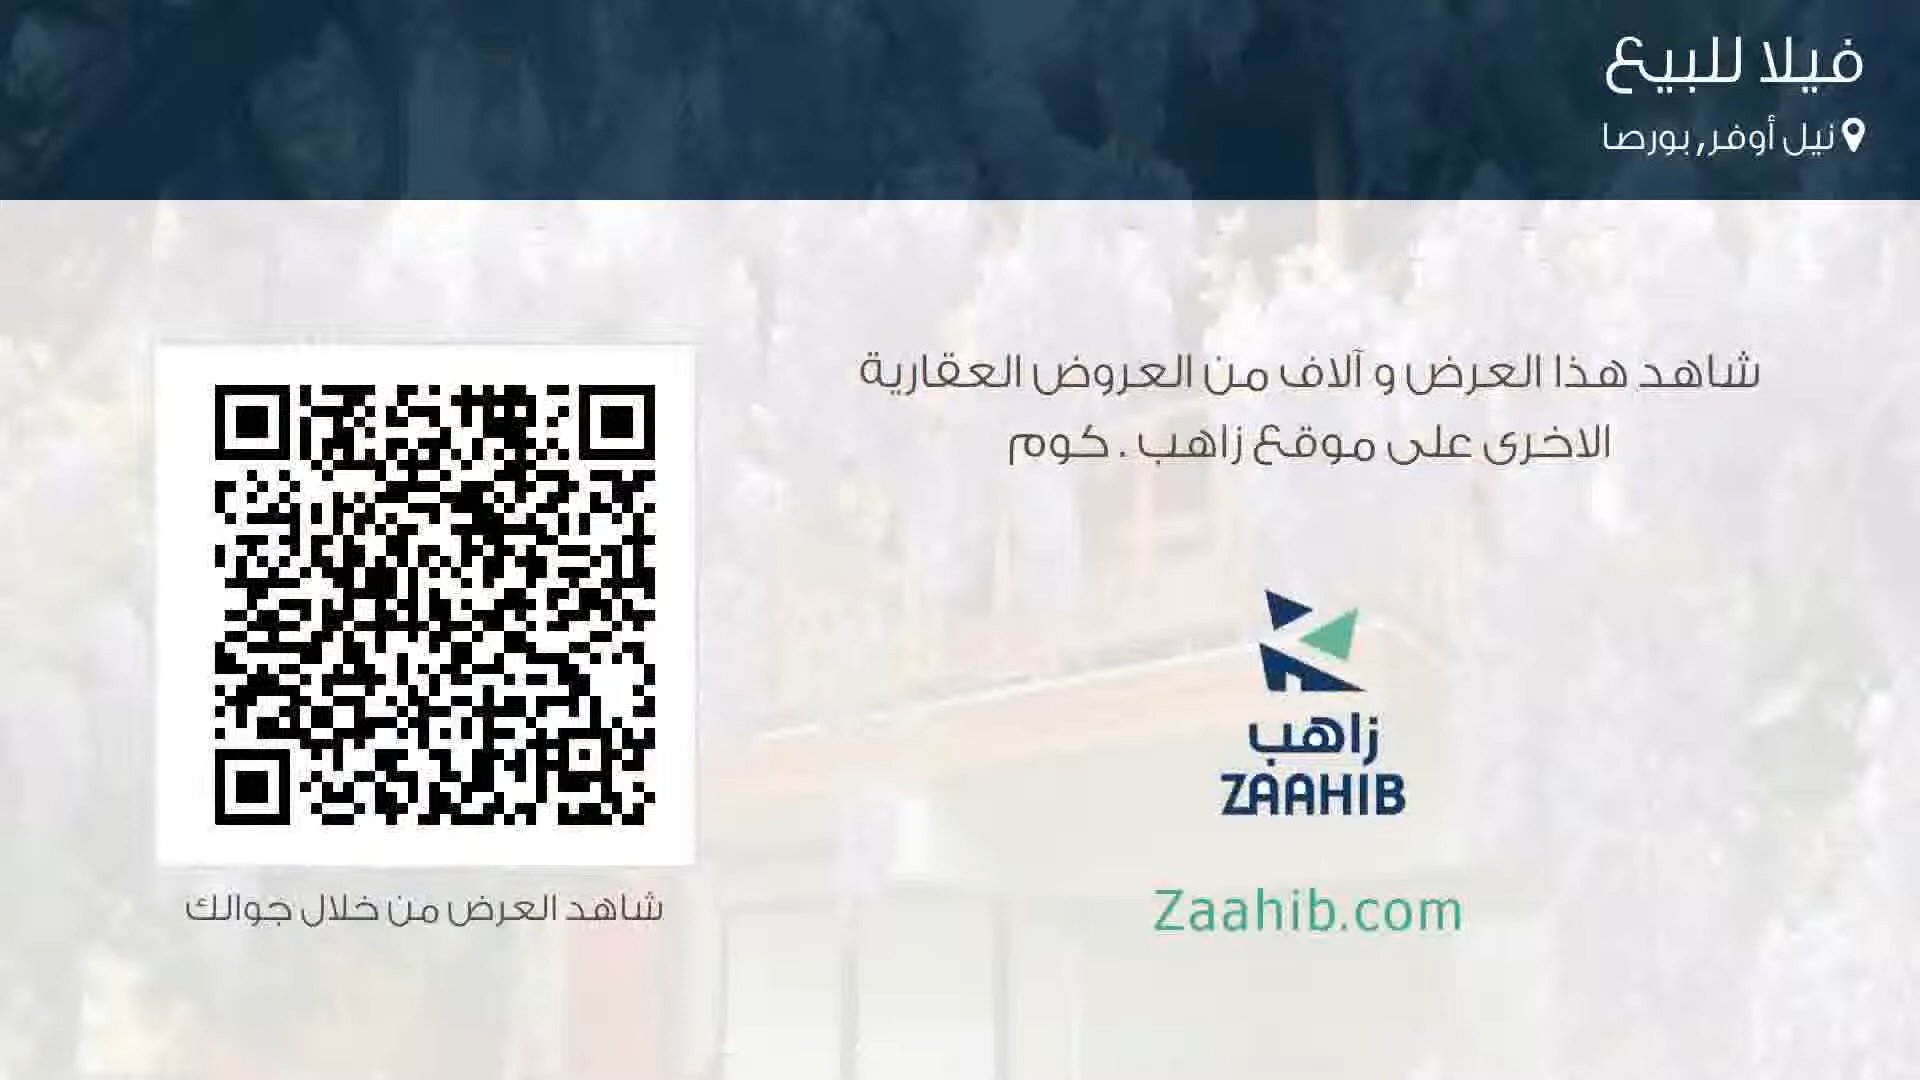 فيلا للبيع
نيل أوفر, بورصا
شاهد هذا العرض و آلاف من العروض العقارية
الاخرى على موقع زاهب . كوم
زاهب
ZAAHIB
Zaahib.com
شاهد العرض من خلال جوالك